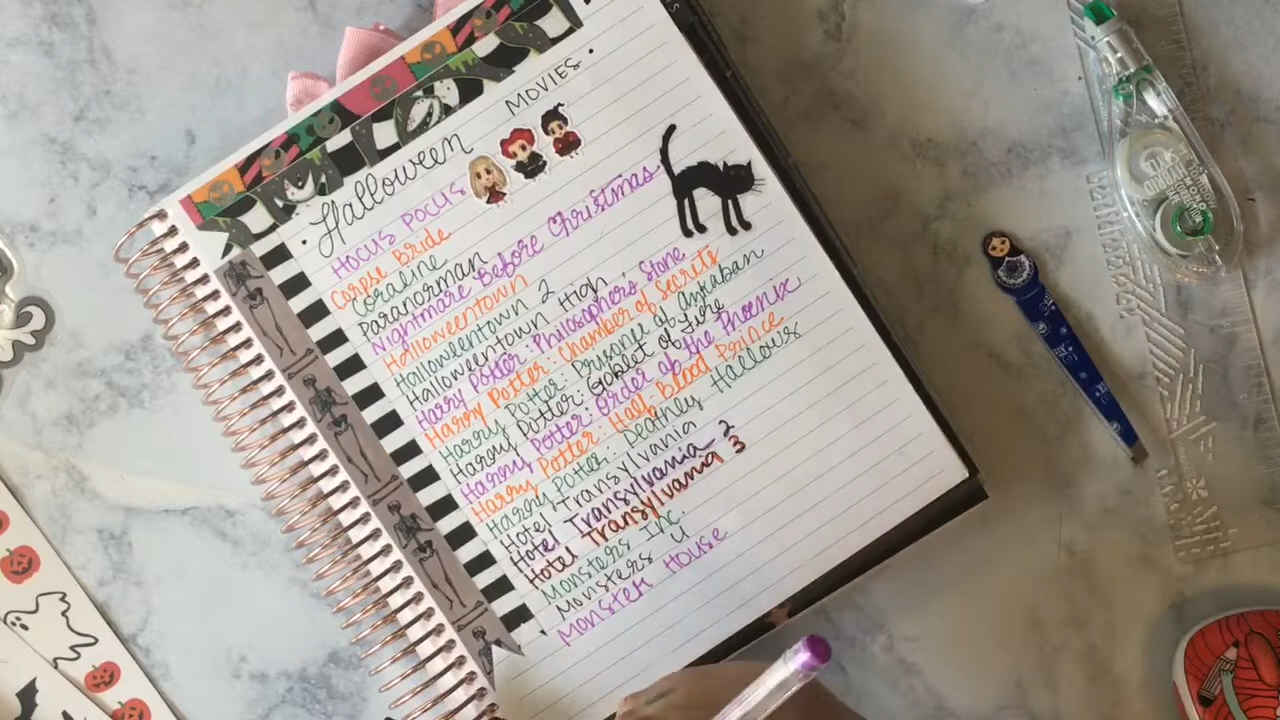 Halloween MOVIES
HOCUS POCUS
Corpse Bride
Coraline
Paranorman
Nightmare Before Christmas
Halloweentown
Halloweentown 2
Halloweentown High
Harry Potter: Philosophers Stone
Harry Potter: Chamber of Secrets
Harry Potter: Prisoner of Azkaban
Harry Potter: Goblet of Fire
Harry Potter: Order of the Phoenix
Harry Potter: Half Blood Prince
Harry Potter: Deathly Hallows
Hotel Transylvania
Hotel Transylvania 2
Hotel Transylvania 3
Monsters Inc.
Monsters U
MONSTER HOUSE